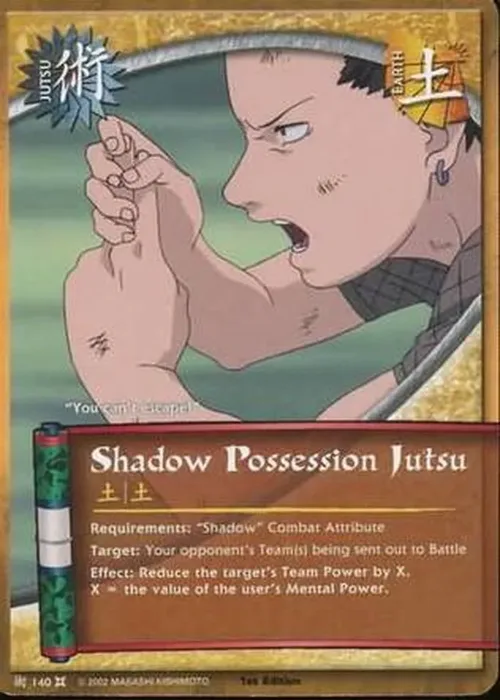 JUTSU 術
EARTH 土
"You can't escape!"
Shadow Possession Jutsu
土|土
Requirements: "Shadow" Combat Attribute
Target: Your opponent's Team(s) being sent out to Battle
Effect: Reduce the target's Team Power by X.
X = the value of the user's Mental Power.
術 140 © 2002 MASASHI KISHIMOTO 1st Edition